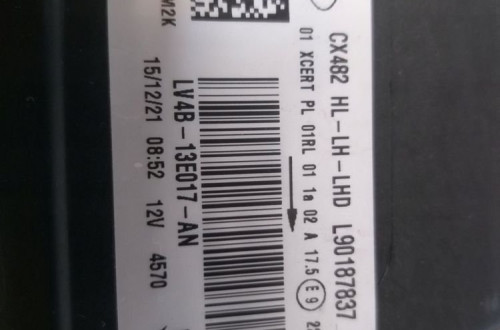 CX482 HL-LH-LHD L90187837
01 XCERT PL 01RL 01 1a 02 A 17.5 E9
LV4B-13E017-AN
15/12/21 08:52 12V 4570